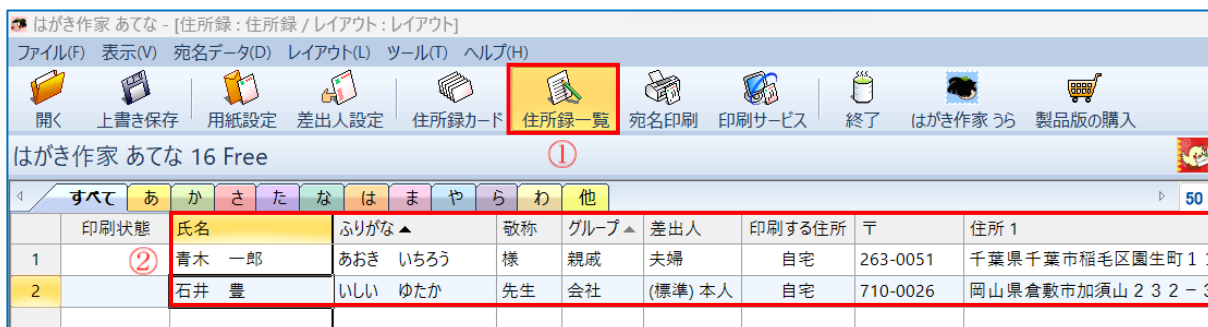 はがき作家 あてな - [住所録 : 住所録 / レイアウト : レイアウト]
ファイル(F) 表示(V) 宛名データ(D) レイアウト(L) ツール(T) ヘルプ(H)
開く 上書き保存 用紙設定 差出人設定 住所録カード 住所録一覧 宛名印刷 印刷サービス 終了 はがき作家 うら 製品版の購入
はがき作家 あてな 16 Free ①
すべて あ か さ た な は ま や ら わ 他 50
印刷状態 氏名 ふりがな▲ 敬称 グループ▲ 差出人 印刷する住所 〒 住所 1
1 ② 青木 一郎 あおき いちろう 様 親戚 夫婦 自宅 263-0051 千葉県千葉市稲毛区園生町1
2 石井 豊 いしい ゆたか 先生 会社 (標準) 本人 自宅 710-0026 岡山県倉敷市加須山232-3